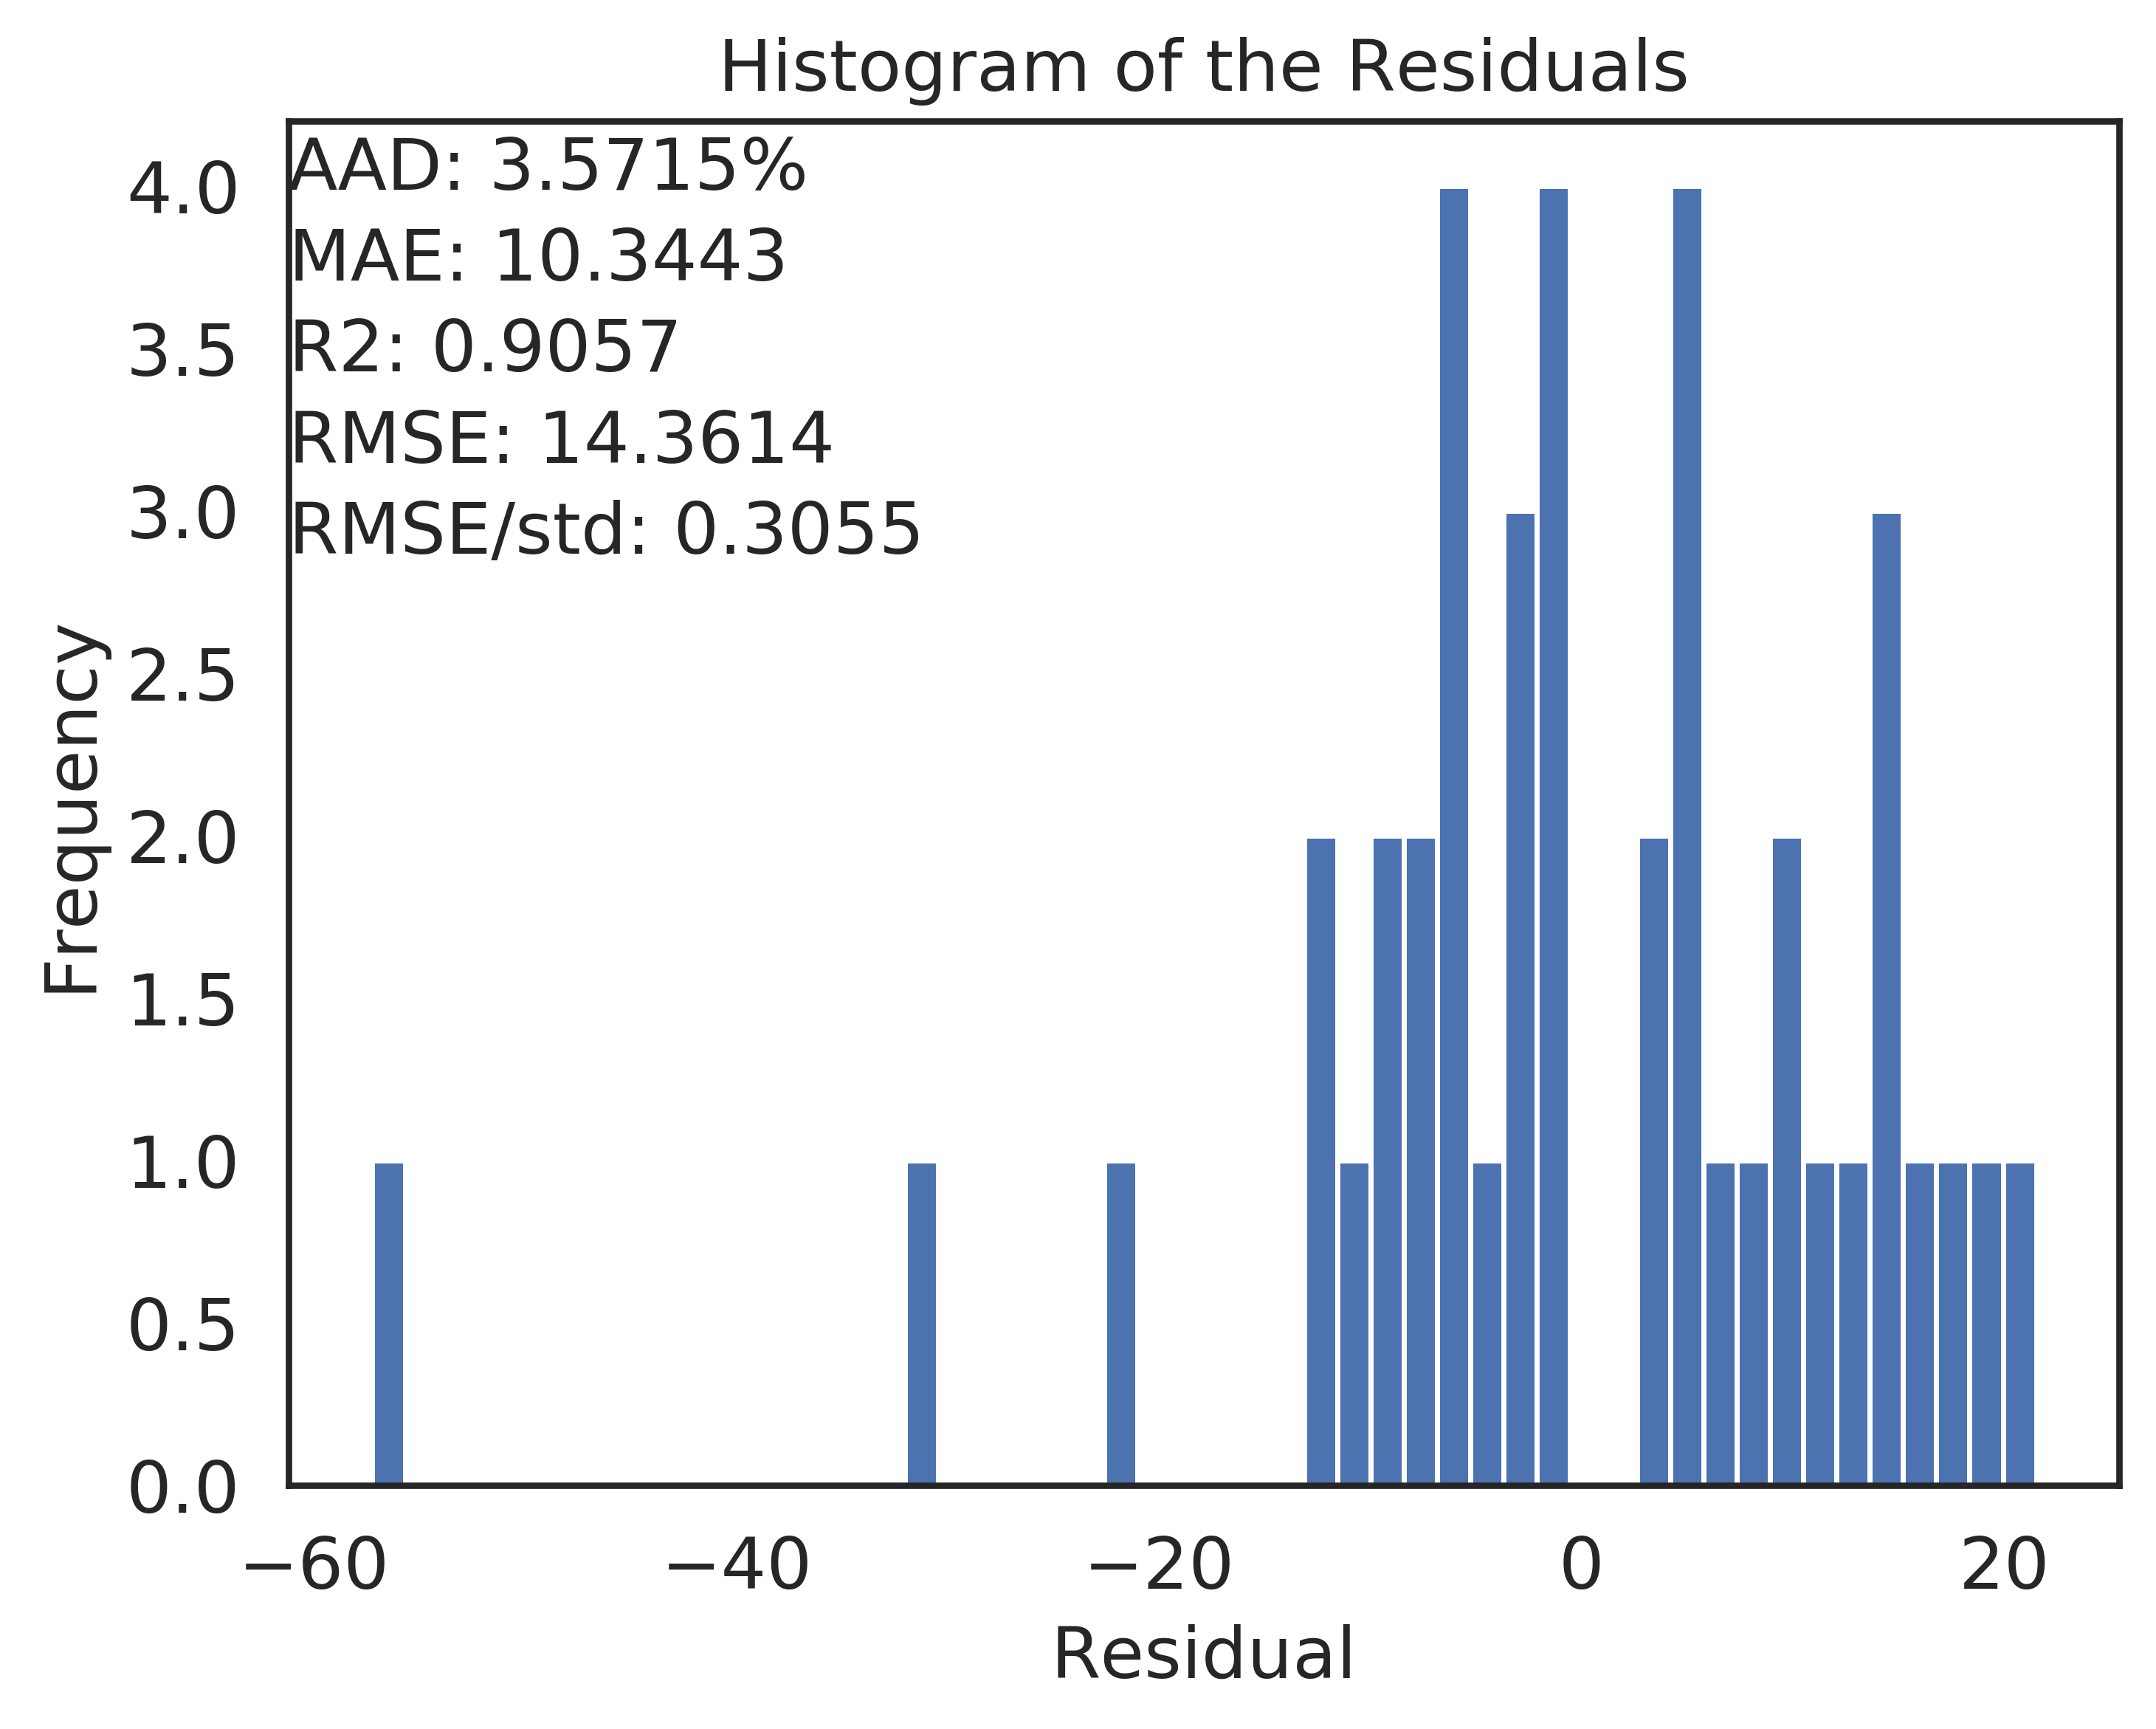 Histogram of the Residuals
AAD: 3.5715%
MAE: 10.3443
R2: 0.9057
RMSE: 14.3614
RMSE/std: 0.3055
4.0
3.5
3.0
2.5
2.0
1.5
1.0
0.5
0.0
Frequency
−60 −40 −20 0 20
Residual